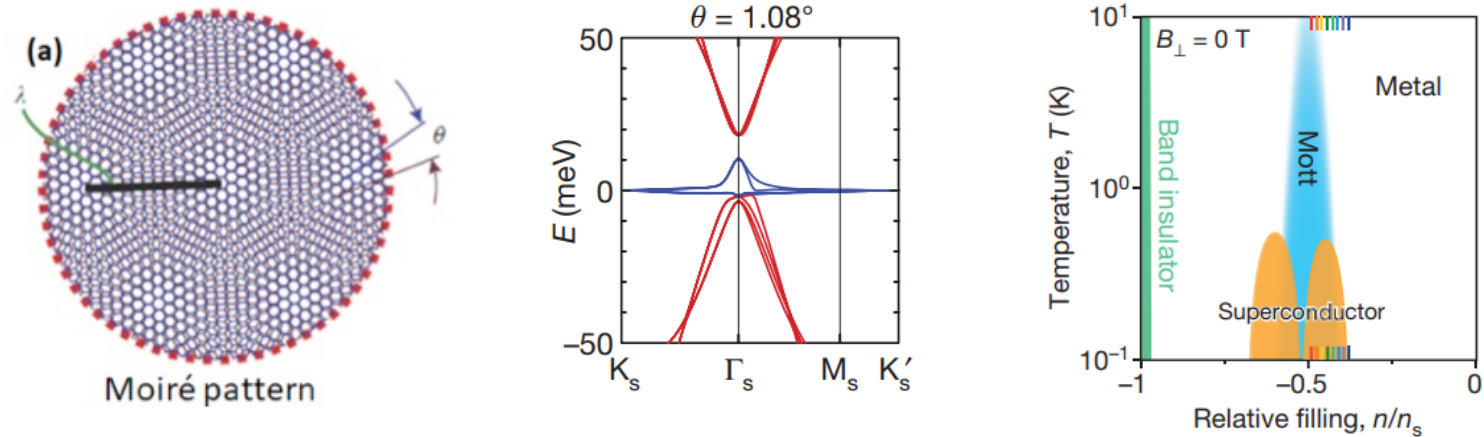 (a)
λ
θ
Moiré pattern
θ = 1.08°
50
0
−50
E (meV)
Kₛ
Γₛ
Mₛ
Kₛ′
B⊥ = 0 T
Metal
Mott
Band insulator
Superconductor
10¹
10⁰
10⁻¹
Temperature, T (K)
−1
−0.5
0
Relative filling, n/nₛ